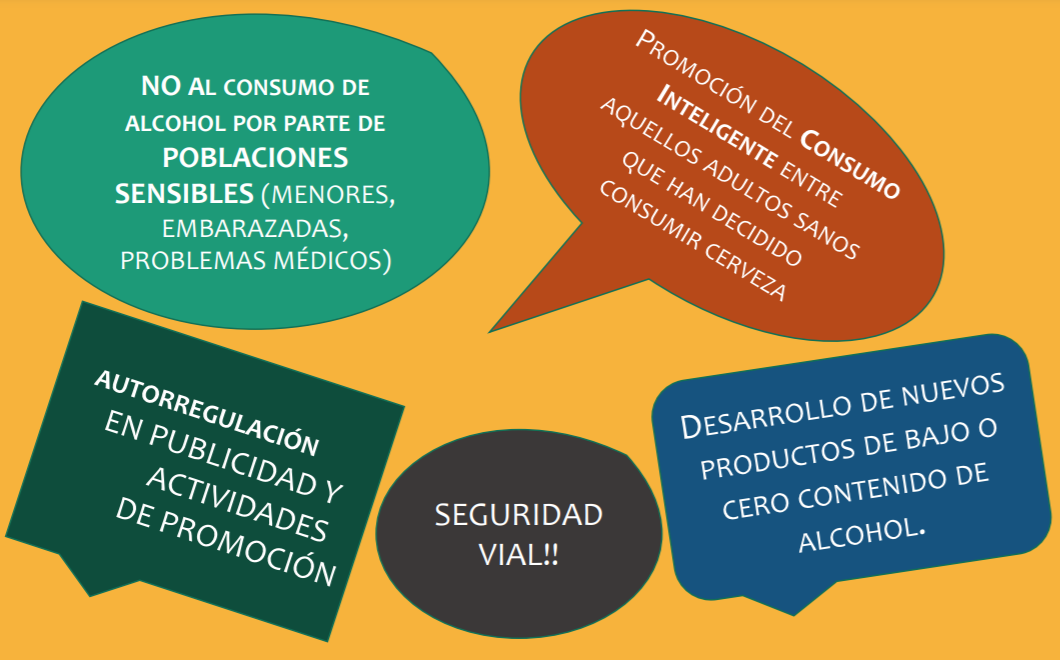 NO AL CONSUMO DE
ALCOHOL POR PARTE DE
POBLACIONES
SENSIBLES (MENORES,
EMBARAZADAS,
PROBLEMAS MÉDICOS)
PROMOCIÓN DEL CONSUMO
INTELIGENTE ENTRE
AQUELLOS ADULTOS SANOS
QUE HAN DECIDIDO
CONSUMIR CERVEZA
AUTORREGULACIÓN
EN PUBLICIDAD Y
ACTIVIDADES
DE PROMOCIÓN
SEGURIDAD
VIAL!!
DESARROLLO DE NUEVOS
PRODUCTOS DE BAJO O
CERO CONTENIDO DE
ALCOHOL.